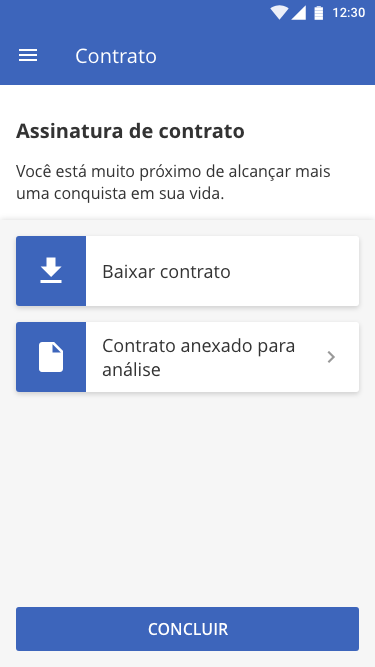 12:30
Contrato
Assinatura de contrato
Você está muito próximo de alcançar mais
uma conquista em sua vida.
Baixar contrato
Contrato anexado para
análise
CONCLUIR